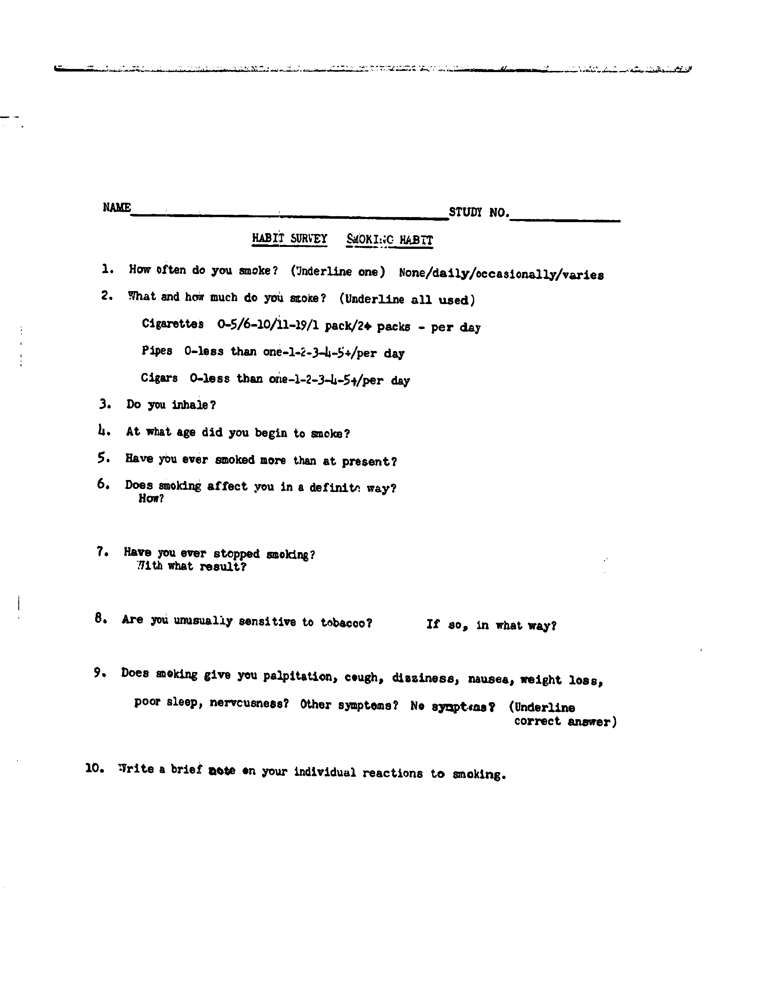 NAME STUDY NO.
HABIT SURVEY SMOKING HABIT
1. How often do you smoke? (Underline one) None/daily/occasionally/varies
2. What and how much do you smoke? (Underline all used)
Cigarettes 0-5/6-10/11-19/1 pack/2+ packs - per day
Pipes 0-less than one-1-2-3-4-5+/per day
Cigars 0-less than one-1-2-3-4-5+/per day
3. Do you inhale?
4. At what age did you begin to smoke?
5. Have you ever smoked more than at present?
6. Does smoking affect you in a definite way?
How?
7. Have you ever stopped smoking?
With what result?
8. Are you unusually sensitive to tobacco? If so, in what way?
9. Does smoking give you palpitation, cough, dizziness, nausea, weight loss,
poor sleep, nervousness? Other symptoms? No symptoms? (Underline
correct answer)
10. Write a brief note on your individual reactions to smoking.